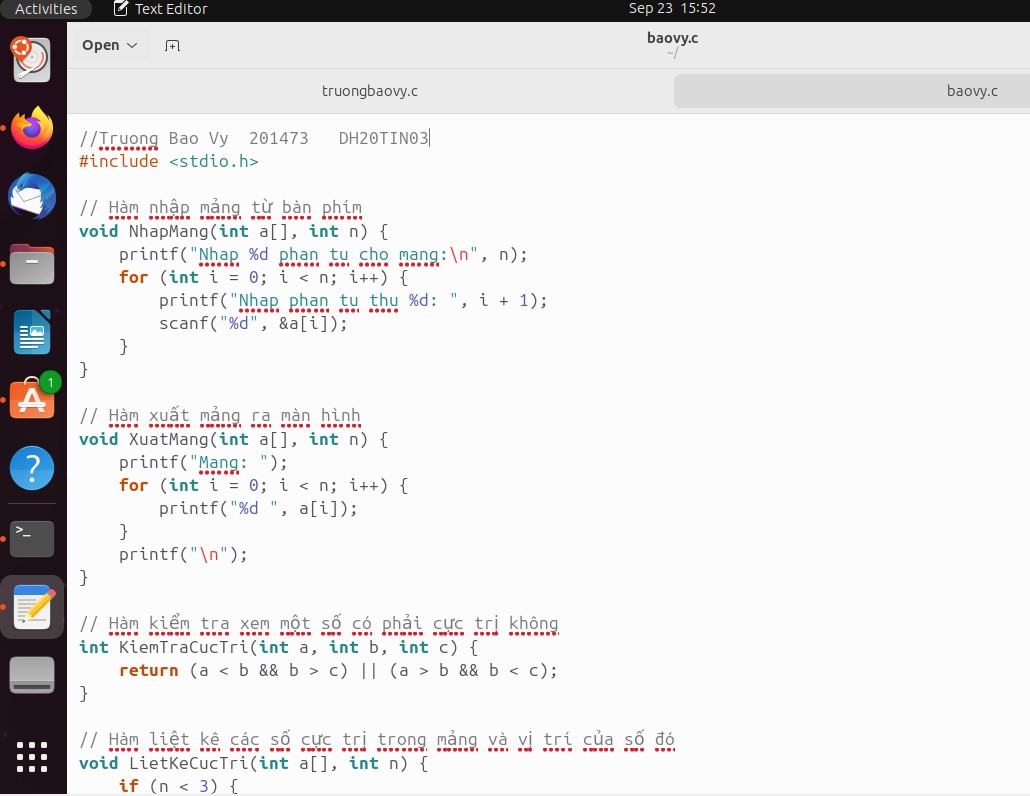 Activities Text Editor Sep 23 15:52
Open baovy.c
~/
truongbaovy.c baovy.c
//Truong Bao Vy  201473   DH20TIN03
#include <stdio.h>
// Hàm nhập mảng từ bàn phím
void NhapMang(int a[], int n) {
    printf("Nhap %d phan tu cho mang:\n", n);
    for (int i = 0; i < n; i++) {
        printf("Nhap phan tu thu %d: ", i + 1);
        scanf("%d", &a[i]);
    }
}
// Hàm xuất mảng ra màn hình
void XuatMang(int a[], int n) {
    printf("Mang: ");
    for (int i = 0; i < n; i++) {
        printf("%d ", a[i]);
    }
    printf("\n");
}
// Hàm kiểm tra xem một số có phải cực trị không
int KiemTraCucTri(int a, int b, int c) {
    return (a < b && b > c) || (a > b && b < c);
}
// Hàm liệt kê các số cực trị trong mảng và vị trí của số đó
void LietKeCucTri(int a[], int n) {
    if (n < 3) {
1
?
>_